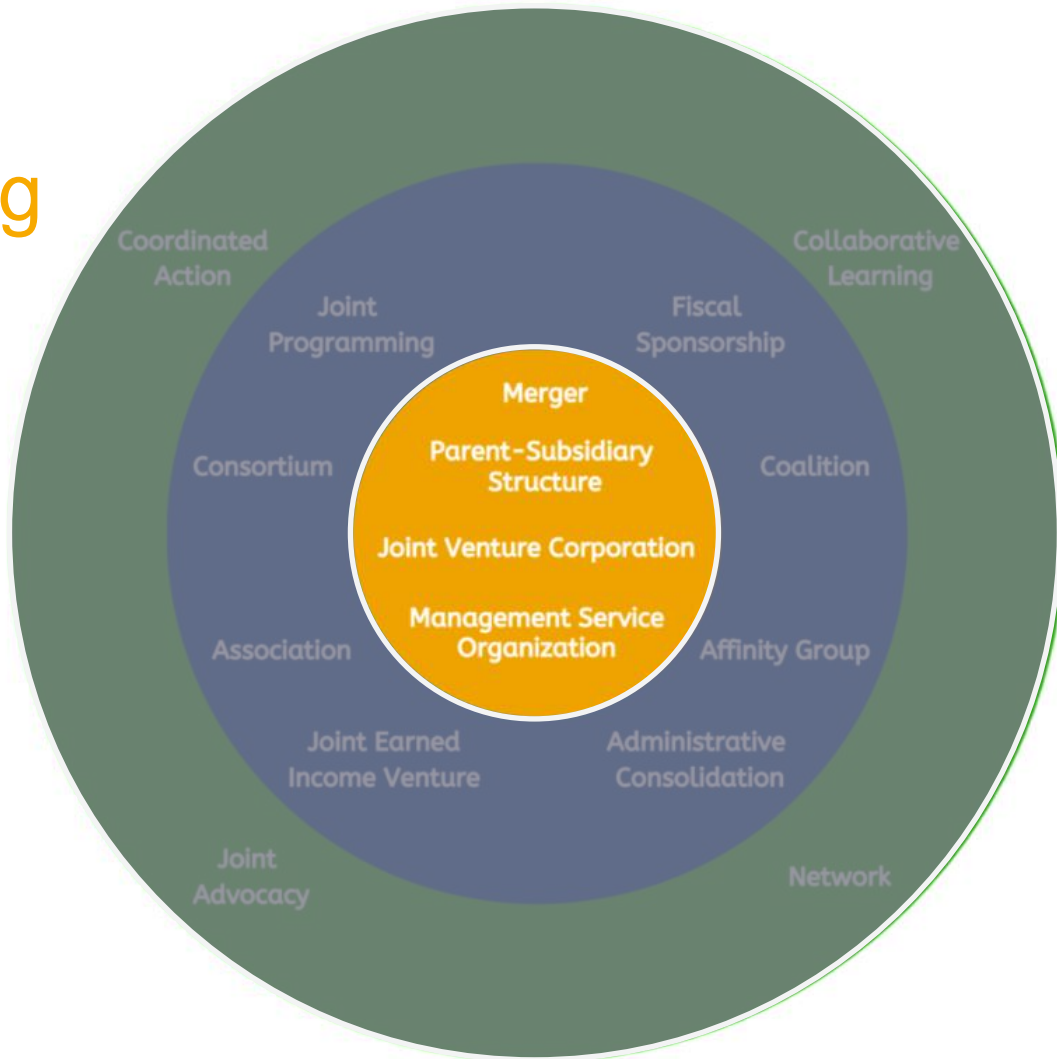 g
Coordinated
Action
Collaborative
Learning
Joint
Programming
Fiscal
Sponsorship
Merger
Parent-Subsidiary
Structure
Consortium
Coalition
Joint Venture Corporation
Management Service
Organization
Association
Affinity Group
Joint Earned
Income Venture
Administrative
Consolidation
Joint
Advocacy
Network